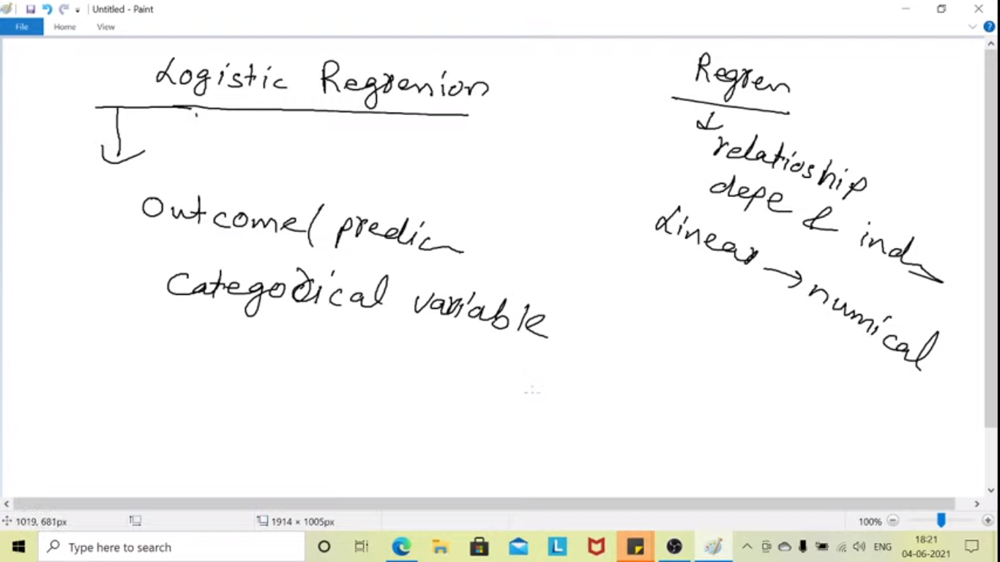 Untitled - Paint
File Home View
Logistic Regression
Outcome/ predic
Categorical variable
Regren
relatioship
depe & ind
Linear → numical
1019, 681px
1914 × 1005px
100%
Type here to search
ENG
18:21
04-06-2021